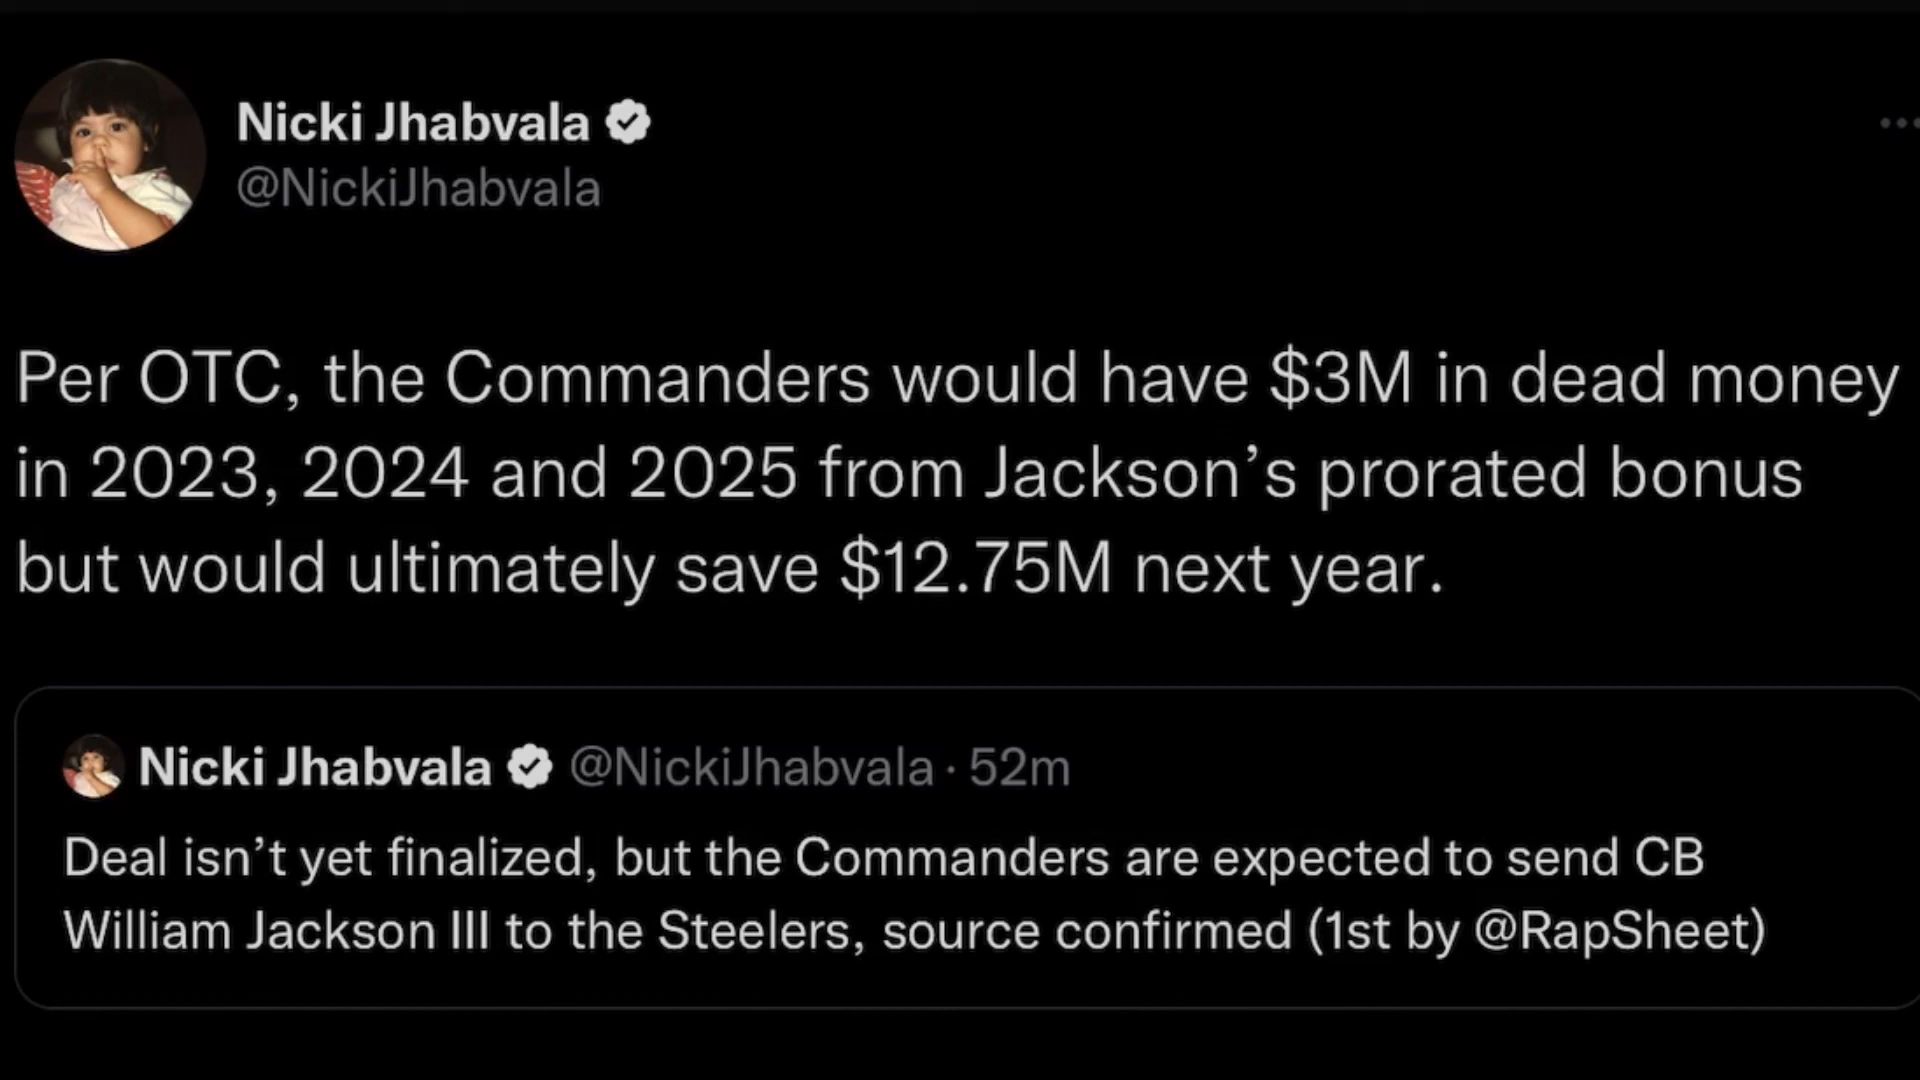 Nicki Jhabvala
@NickiJhabvala
Per OTC, the Commanders would have $3M in dead money
in 2023, 2024 and 2025 from Jackson’s prorated bonus
but would ultimately save $12.75M next year.
Nicki Jhabvala @NickiJhabvala · 52m
Deal isn’t yet finalized, but the Commanders are expected to send CB
William Jackson III to the Steelers, source confirmed (1st by @RapSheet)